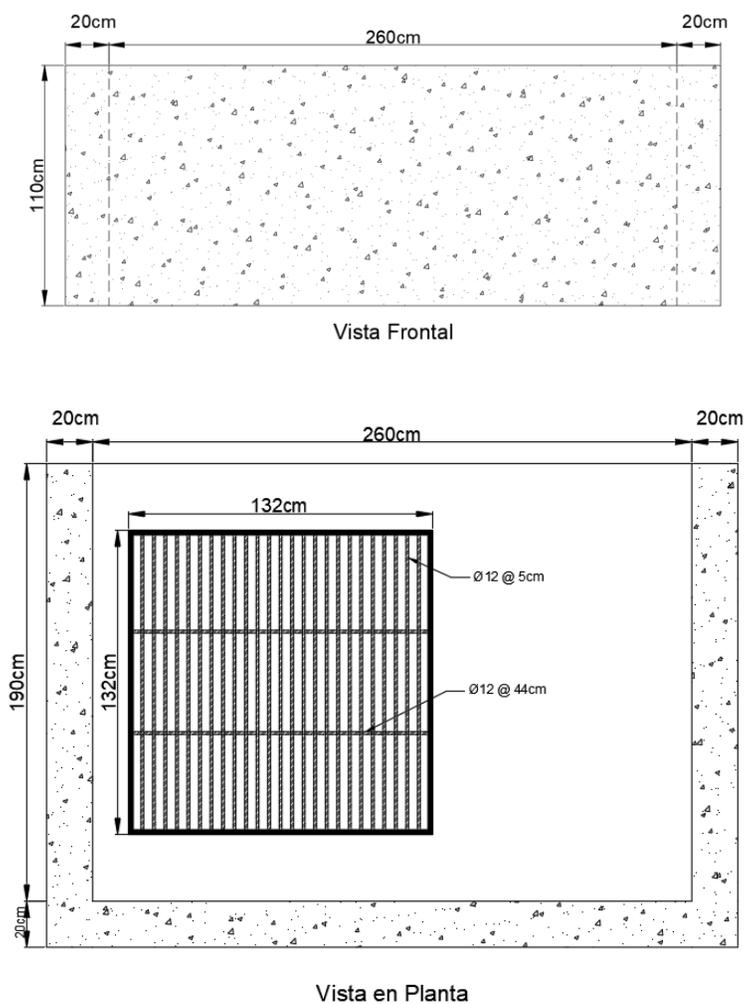 20cm
20cm
260cm
110cm
Vista Frontal
20cm
20cm
260cm
132cm
Ø12 @ 5cm
132cm
190cm
Ø12 @ 44cm
20cm
Vista en Planta